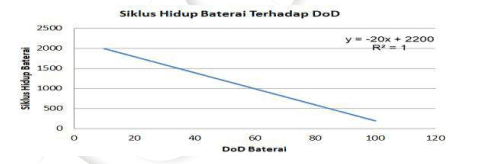 Siklus Hidup Baterai Terhadap DoD
2500
2000
1500
1000
500
0
Siklus Hidup Baterai
y = -20x + 2200
R² = 1
0 20 40 60 80 100 120
DoD Baterai